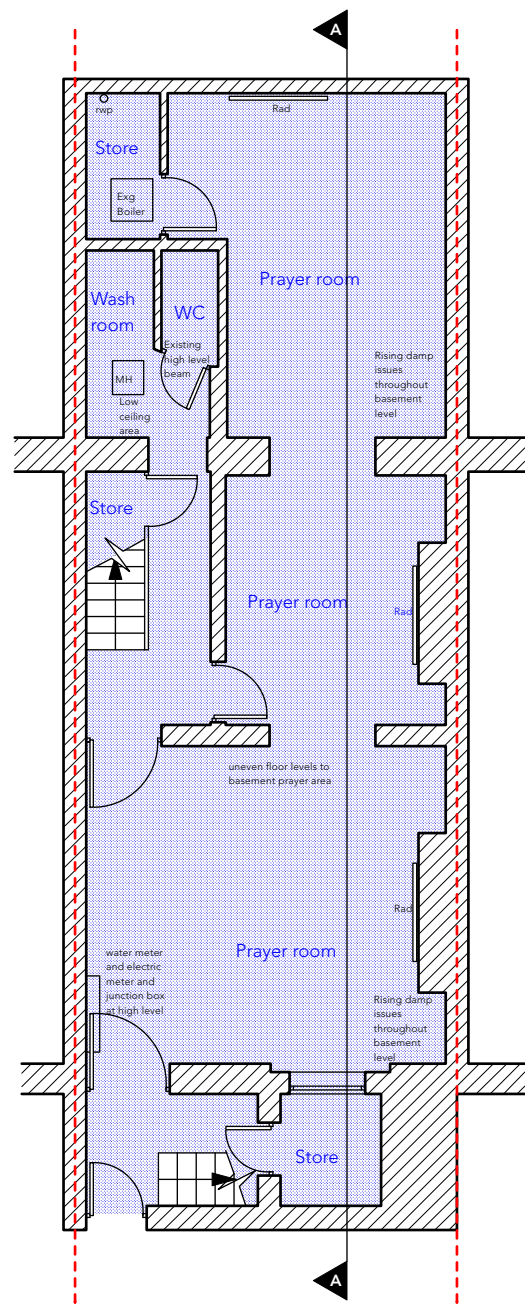 A
rwp
Rad
Store
Exg
Boiler
Prayer room
Wash
room
WC
Existing
high level
beam
MH
Low
ceiling
area
Rising damp
issues
throughout
basement
level
Store
Prayer room
Rad
uneven floor levels to
basement prayer area
Rad
Prayer room
water meter
and electric
meter and
junction box
at high level
Rising damp
issues
throughout
basement
level
Store
A